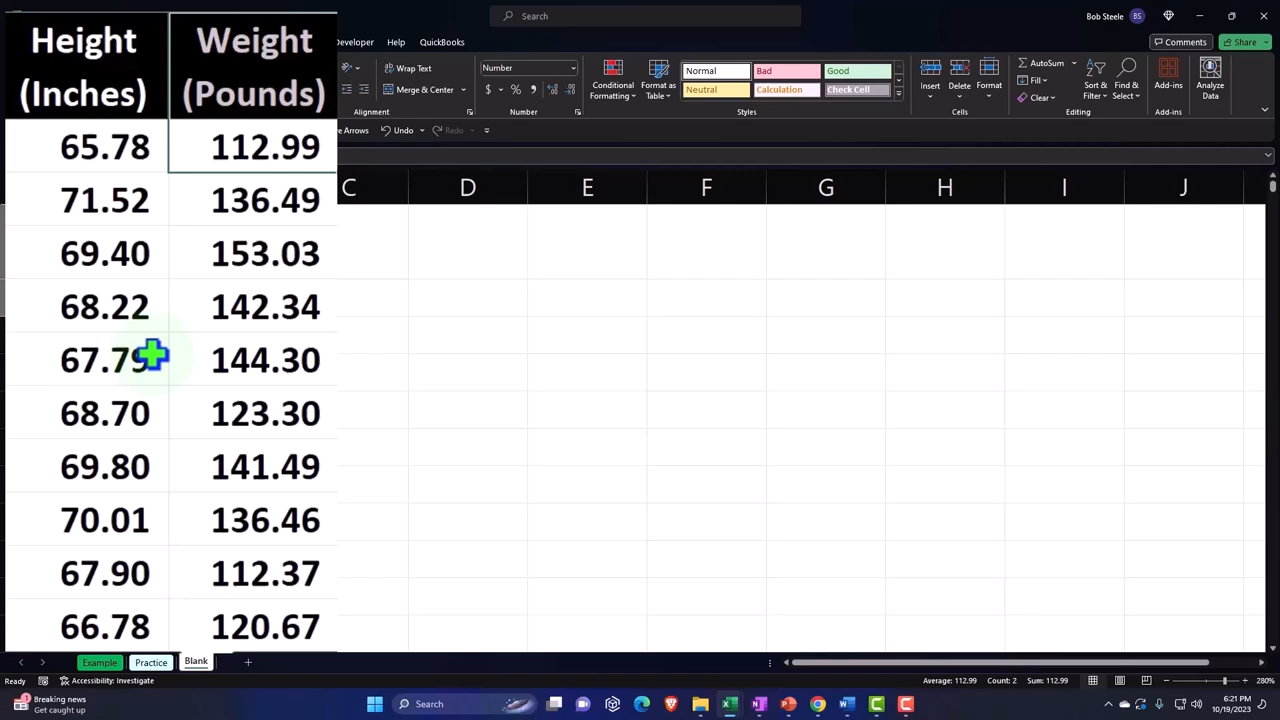 Search
Bob Steele BS
Developer Help QuickBooks Comments Share
Wrap Text Number Normal Bad Good AutoSum
Merge & Center $ % Conditional Formatting Format as Table Neutral Calculation Check Cell Insert Delete Format Fill Clear Sort & Filter Find & Select Add-ins Analyze Data
Alignment Number Styles Cells Editing Add-ins
Arrows Undo Redo
C D E F G H I J
Height (Inches) Weight (Pounds)
65.78 112.99
71.52 136.49
69.40 153.03
68.22 142.34
67.79 144.30
68.70 123.30
69.80 141.49
70.01 136.46
67.90 112.37
66.78 120.67
Example Practice Blank
Ready Accessibility: Investigate Average: 112.99 Count: 2 Sum: 112.99 280%
Breaking news
Get caught up
Search
6:21 PM
10/19/2023